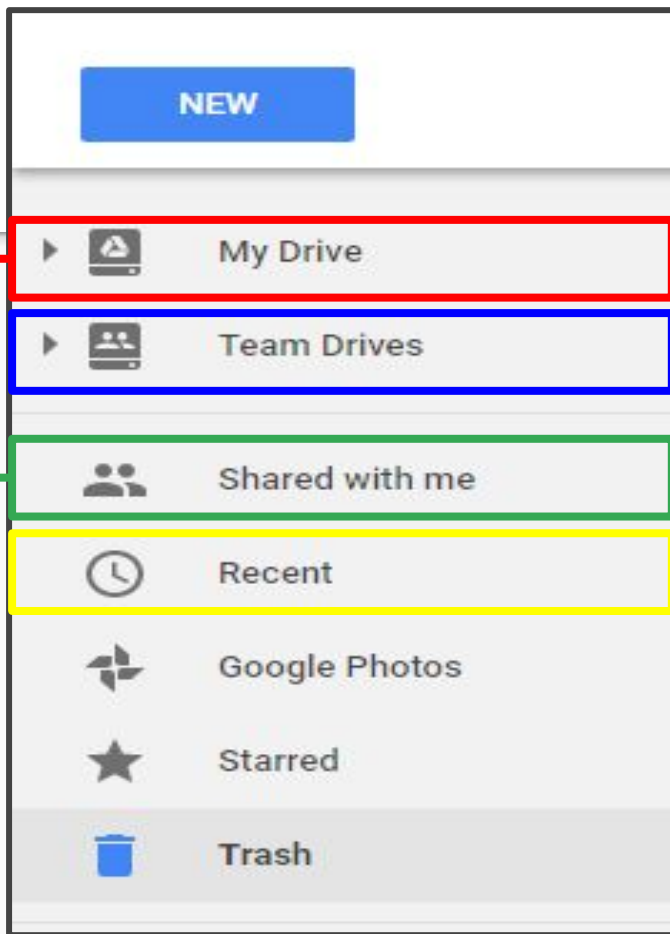 NEW
My Drive
Team Drives
Shared with me
Recent
Google Photos
Starred
Trash